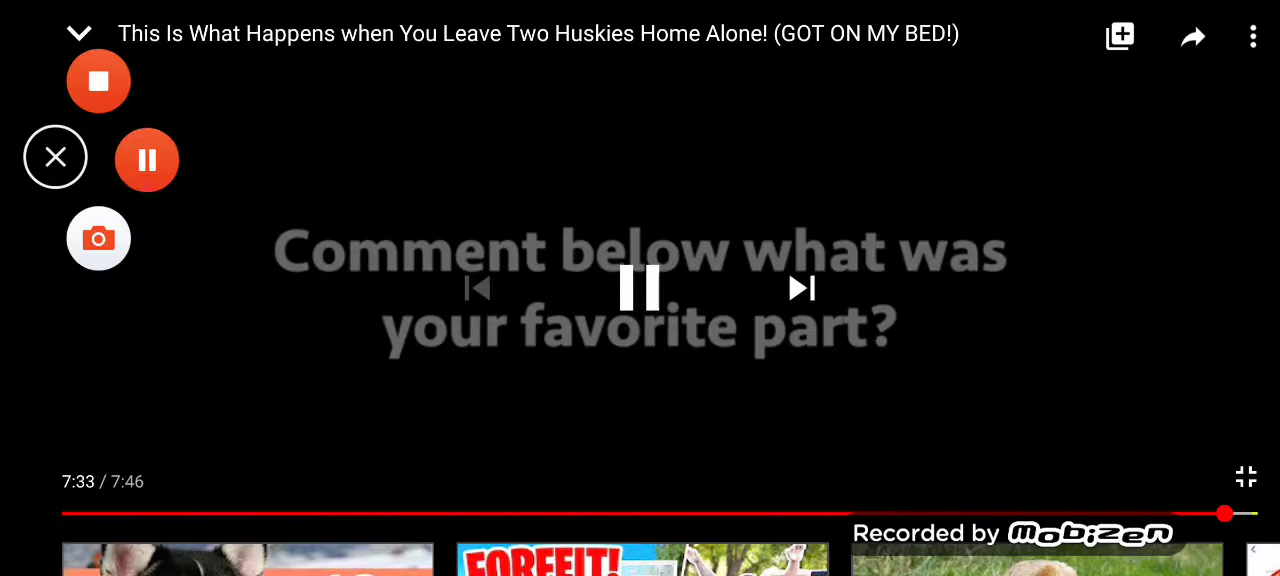 This Is What Happens when You Leave Two Huskies Home Alone! (GOT ON MY BED!)
Comment below what was
your favorite part?
7:33 / 7:46
Recorded by mobizen
FORFEIT!